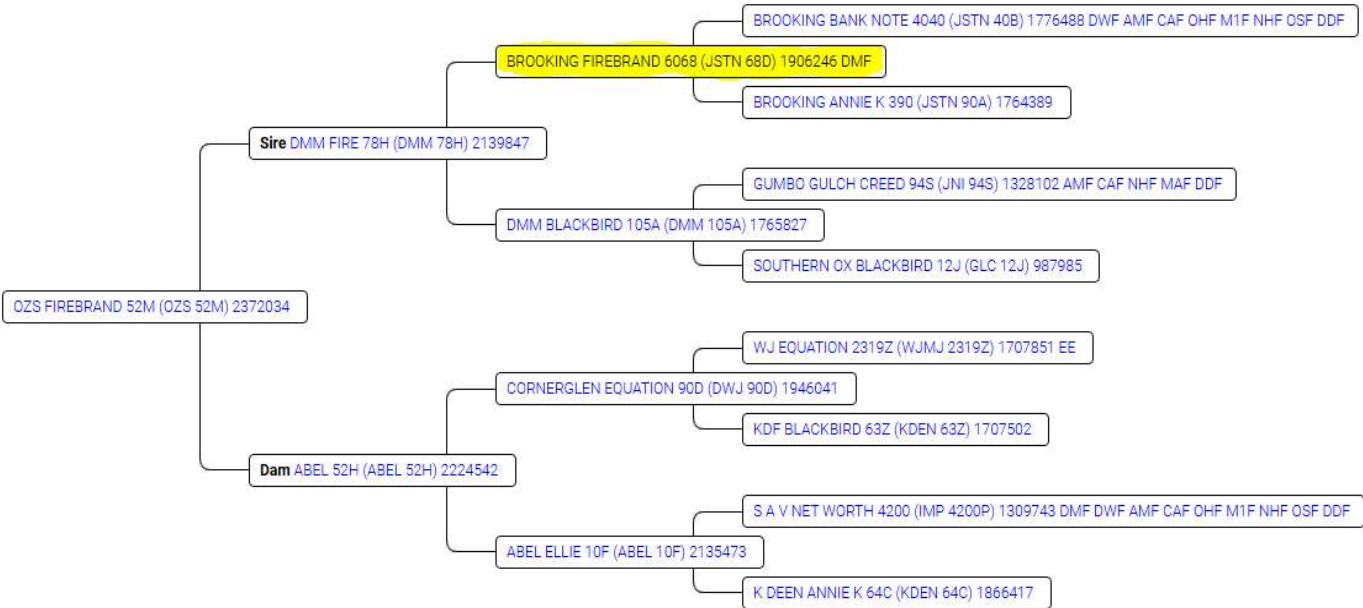 BROOKING BANK NOTE 4040 (JSTN 40B) 1776488 DWF AMF CAF OHF M1F NHF OSF DDF
BROOKING FIREBRAND 6068 (JSTN 68D) 1906246 DMF
BROOKING ANNIE K 390 (JSTN 90A) 1764389
Sire DMM FIRE 78H (DMM 78H) 2139847
GUMBO GULCH CREED 94S (JNI 94S) 1328102 AMF CAF NHF MAF DDF
DMM BLACKBIRD 105A (DMM 105A) 1765827
SOUTHERN OX BLACKBIRD 12J (GLC 12J) 987985
OZS FIREBRAND 52M (OZS 52M) 2372034
WJ EQUATION 2319Z (WJMJ 2319Z) 1707851 EE
CORNERGLEN EQUATION 90D (DWJ 90D) 1946041
KDF BLACKBIRD 63Z (KDEN 63Z) 1707502
Dam ABEL 52H (ABEL 52H) 2224542
S A V NET WORTH 4200 (IMP 4200P) 1309743 DMF DWF AMF CAF OHF M1F NHF OSF DDF
ABEL ELLIE 10F (ABEL 10F) 2135473
K DEEN ANNIE K 64C (KDEN 64C) 1866417